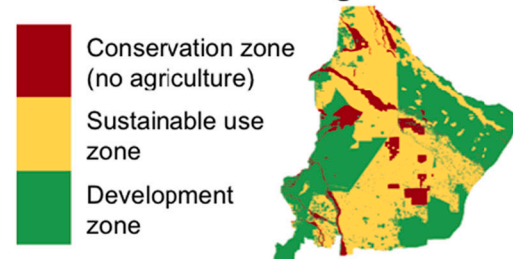 Conservation zone
(no agriculture)
Sustainable use
zone
Development
zone